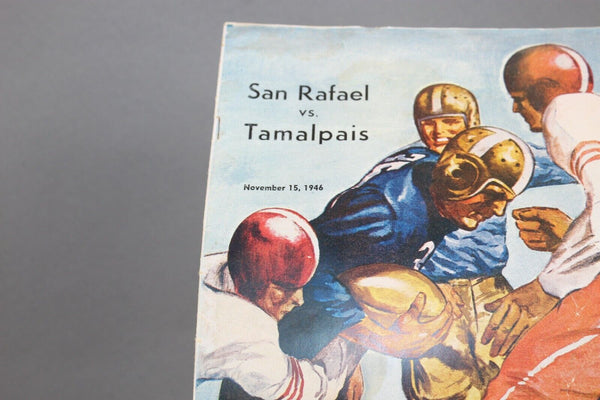 San Rafael
vs.
Tamalpais
November 15, 1946